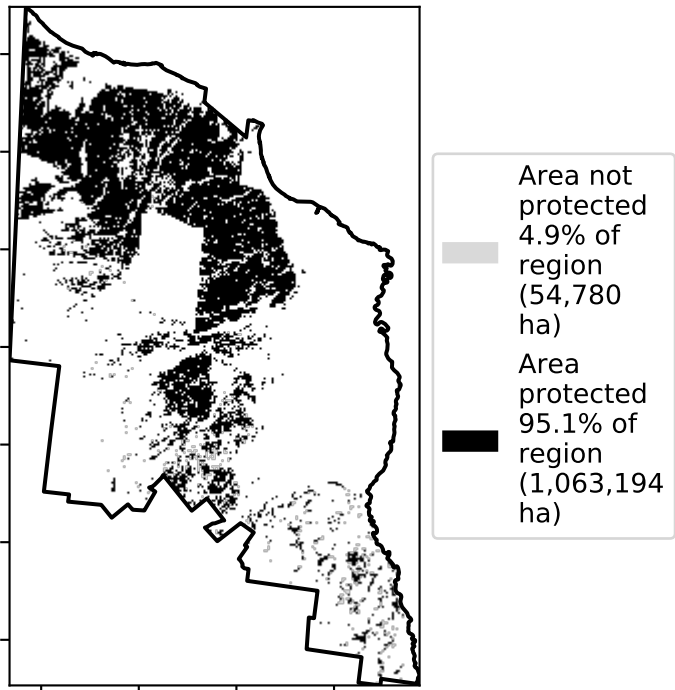 Area not
protected
4.9% of
region
(54,780
ha)
Area
protected
95.1% of
region
(1,063,194
ha)